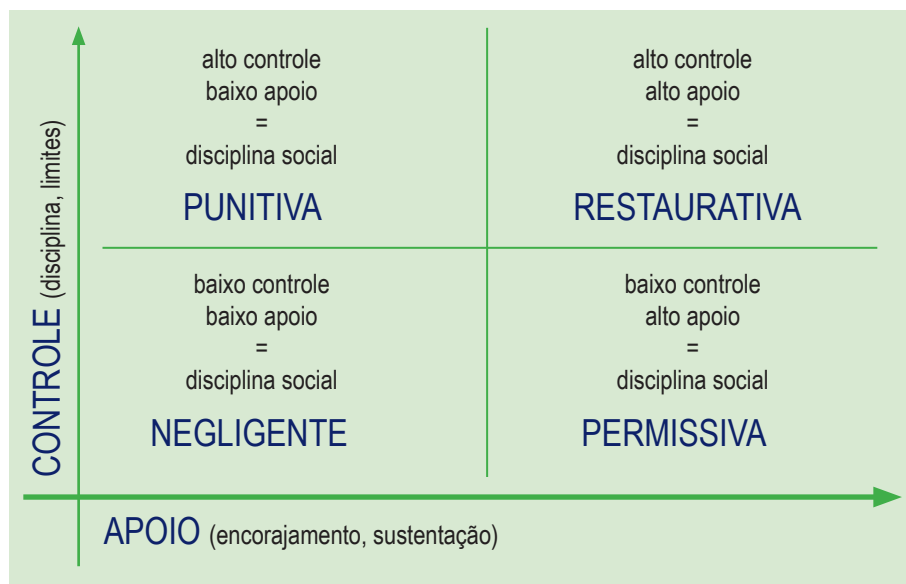 alto controle
baixo apoio
=
disciplina social
PUNITIVA
alto controle
alto apoio
=
disciplina social
RESTAURATIVA
baixo controle
baixo apoio
=
disciplina social
NEGLIGENTE
baixo controle
alto apoio
=
disciplina social
PERMISSIVA
CONTROLE (disciplina, limites)
APOIO (encorajamento, sustentação)